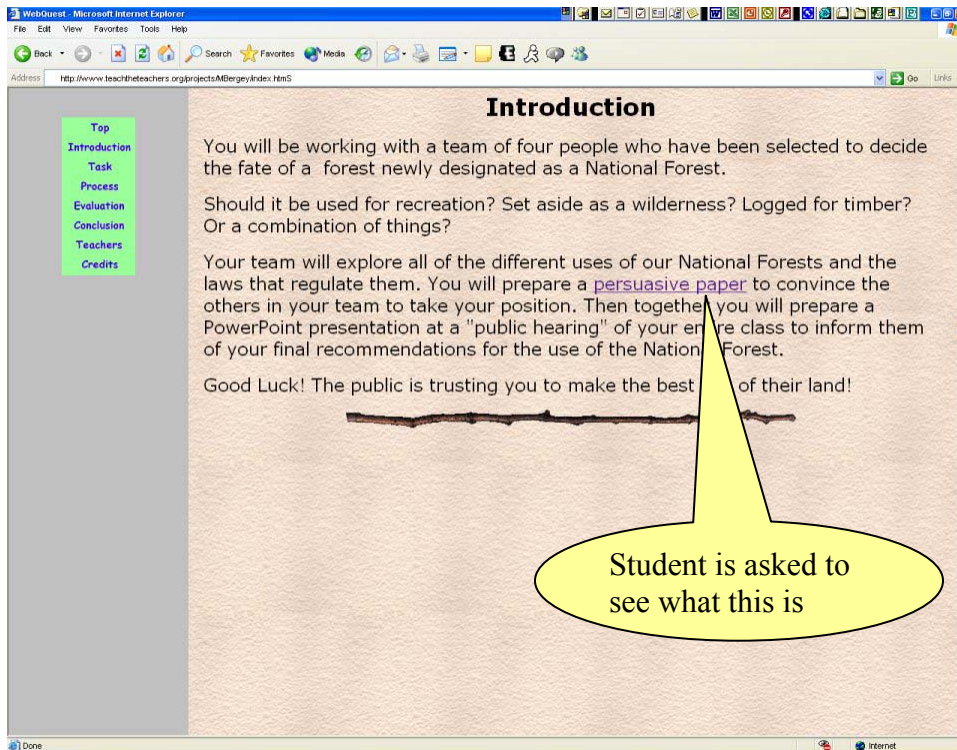 WebQuest - Microsoft Internet Explorer
File Edit View Favorites Tools Help
Back Search Favorites Media
Address http://www.teachtheteachers.org/projects/MBergey/index.htmS Go Links
Top
Introduction
Task
Process
Evaluation
Conclusion
Teachers
Credits
Introduction
You will be working with a team of four people who have been selected to decide
the fate of a forest newly designated as a National Forest.
Should it be used for recreation? Set aside as a wilderness? Logged for timber?
Or a combination of things?
Your team will explore all of the different uses of our National Forests and the
laws that regulate them. You will prepare a persuasive paper to convince the
others in your team to take your position. Then together you will prepare a
PowerPoint presentation at a "public hearing" of your en re class to inform them
of your final recommendations for the use of the Nation Forest.
Good Luck! The public is trusting you to make the best of their land!
Student is asked to
see what this is
Done Internet